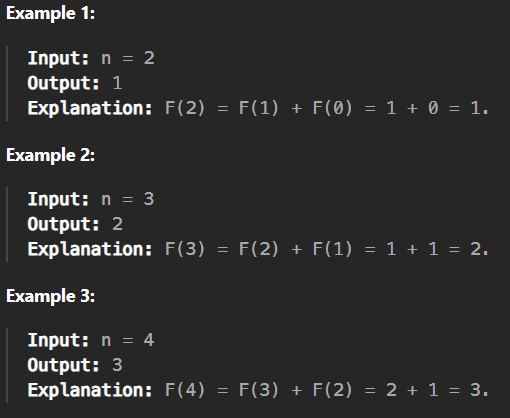 Example 1:
Input: n = 2
Output: 1
Explanation: F(2) = F(1) + F(0) = 1 + 0 = 1.
Example 2:
Input: n = 3
Output: 2
Explanation: F(3) = F(2) + F(1) = 1 + 1 = 2.
Example 3:
Input: n = 4
Output: 3
Explanation: F(4) = F(3) + F(2) = 2 + 1 = 3.